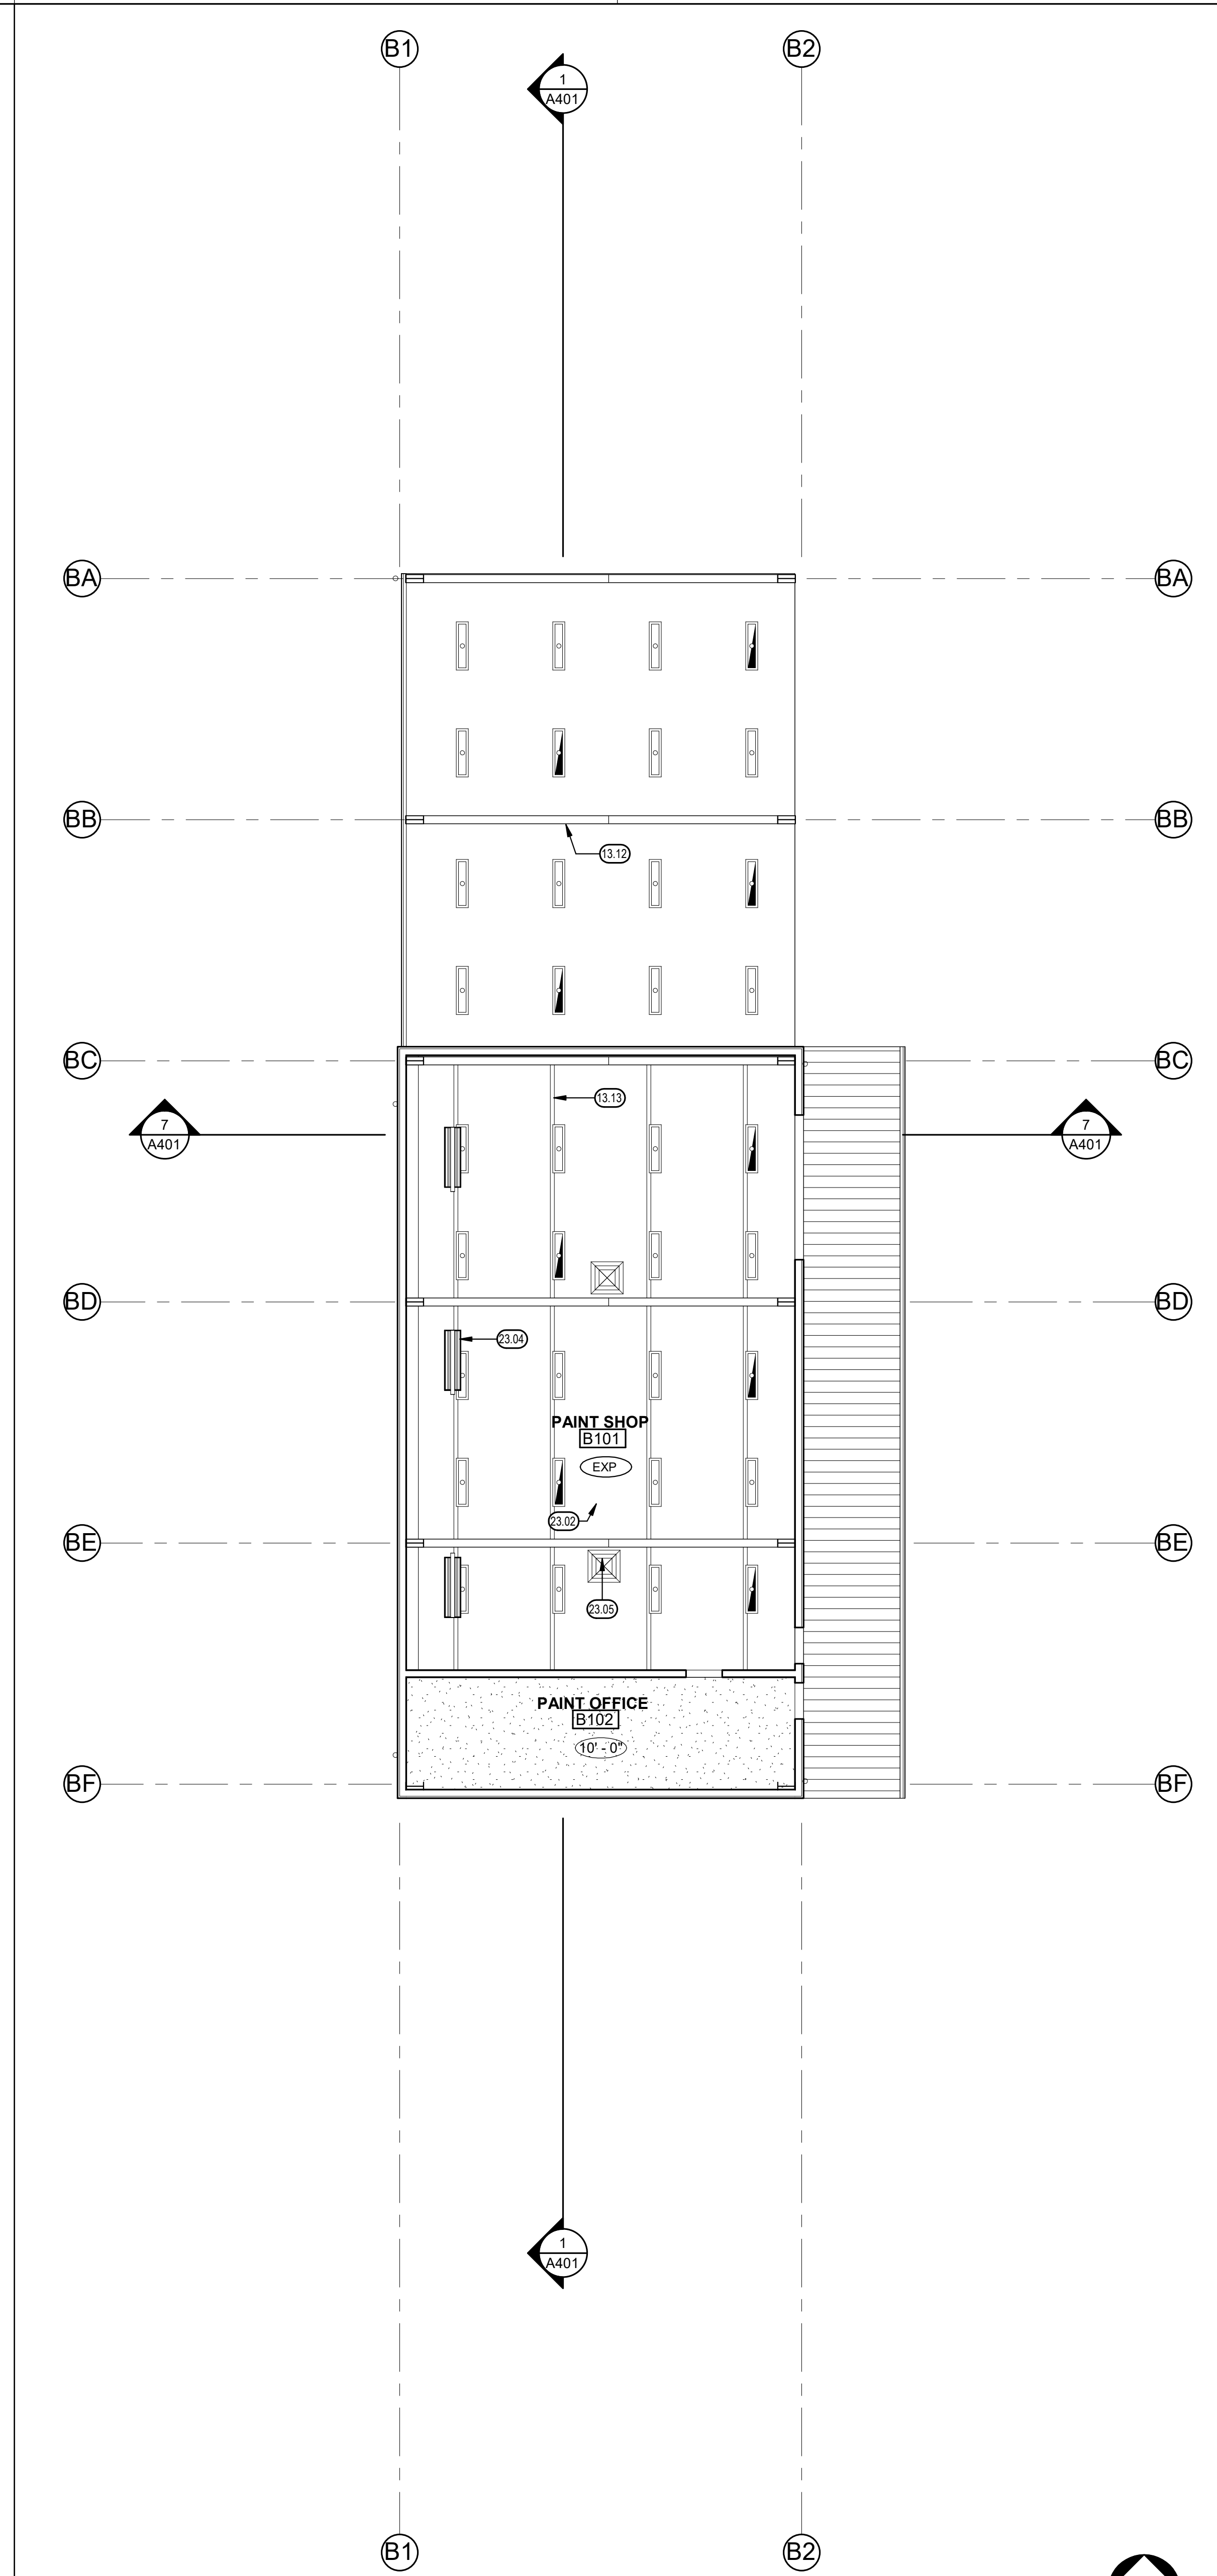 B1
B2
1
A401
BA
BA
BB
BB
13.12
BC
BC
13.13
7
A401
7
A401
BD
BD
23.04
PAINT SHOP
B101
EXP
23.02
BE
BE
23.05
PAINT OFFICE
B102
10' - 0"
BF
BF
1
A401
B1
B2